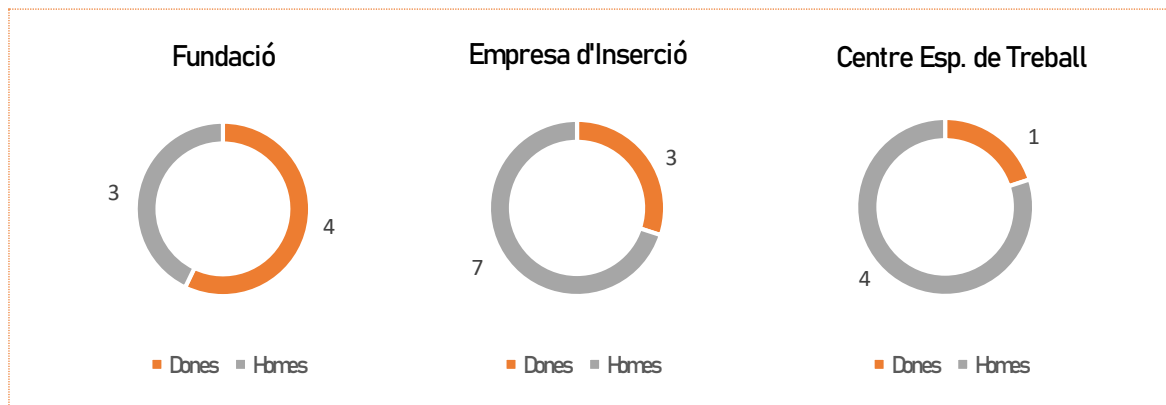 Fundació
3
4
Dones Homes
Empresa d'Inserció
3
7
Dones Homes
Centre Esp. de Treball
1
4
Dones Homes